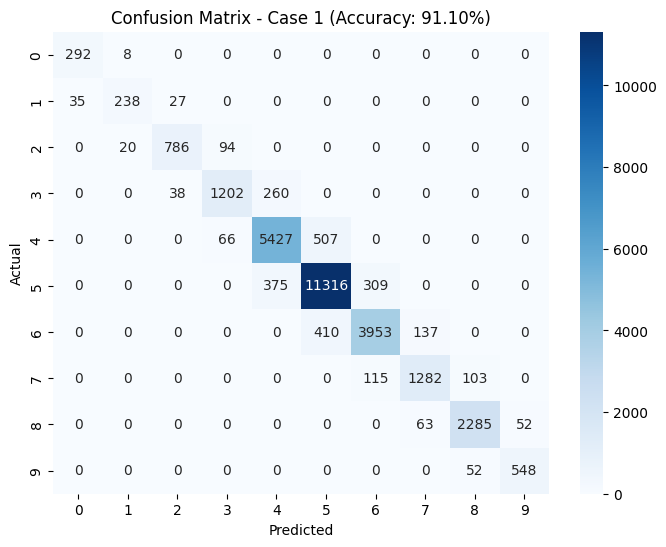 Confusion Matrix - Case 1 (Accuracy: 91.10%)
0 292 8 0 0 0 0 0 0 0 0
1 35 238 27 0 0 0 0 0 0 0
2 0 20 786 94 0 0 0 0 0 0
3 0 0 38 1202 260 0 0 0 0 0
4 0 0 0 66 5427 507 0 0 0 0
5 0 0 0 0 375 11316 309 0 0 0
6 0 0 0 0 0 410 3953 137 0 0
7 0 0 0 0 0 0 115 1282 103 0
8 0 0 0 0 0 0 0 63 2285 52
9 0 0 0 0 0 0 0 0 52 548
0 1 2 3 4 5 6 7 8 9
Predicted
Actual
10000
8000
6000
4000
2000
0